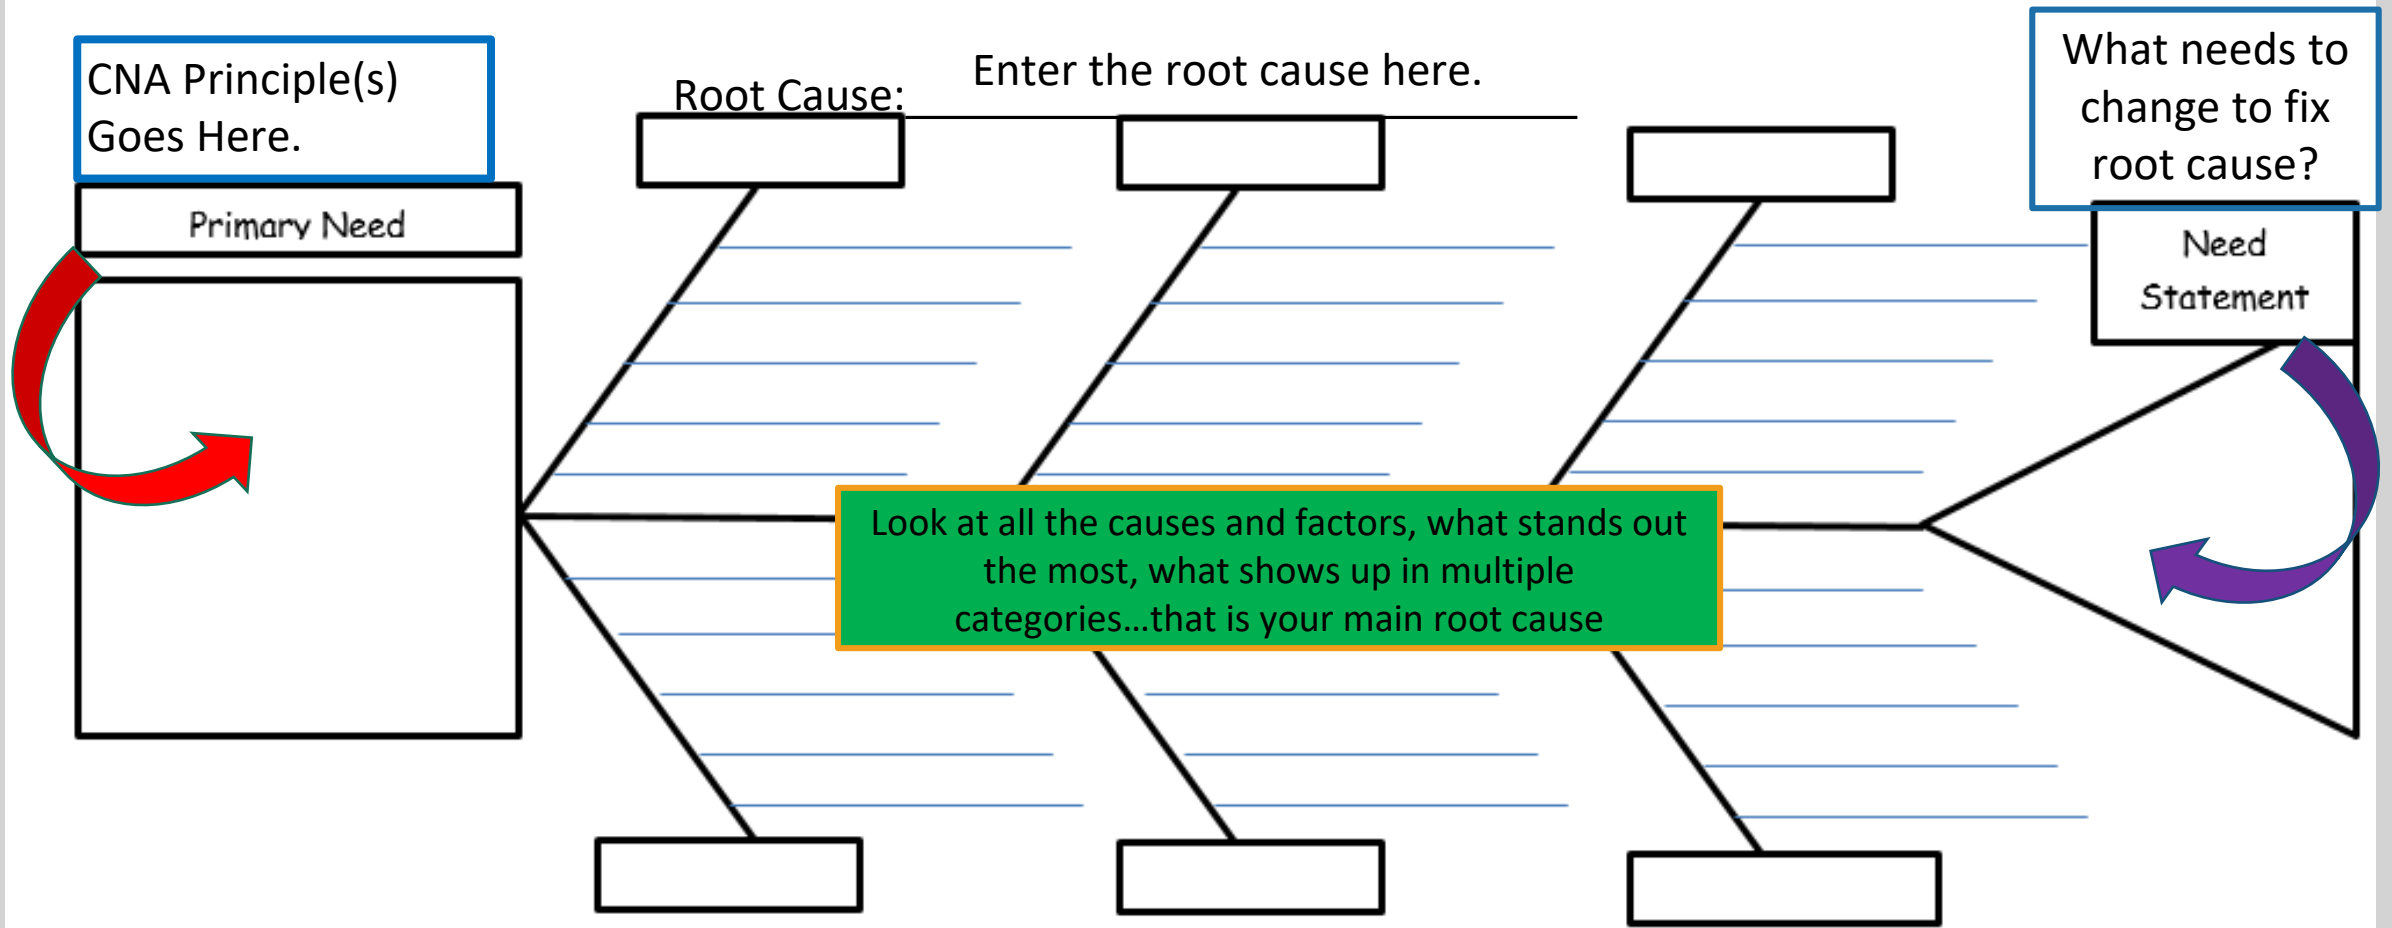 CNA Principle(s)
Goes Here.
Root Cause:
Enter the root cause here.
What needs to
change to fix
root cause?
Primary Need
Need
Statement
Look at all the causes and factors, what stands out
the most, what shows up in multiple
categories…that is your main root cause